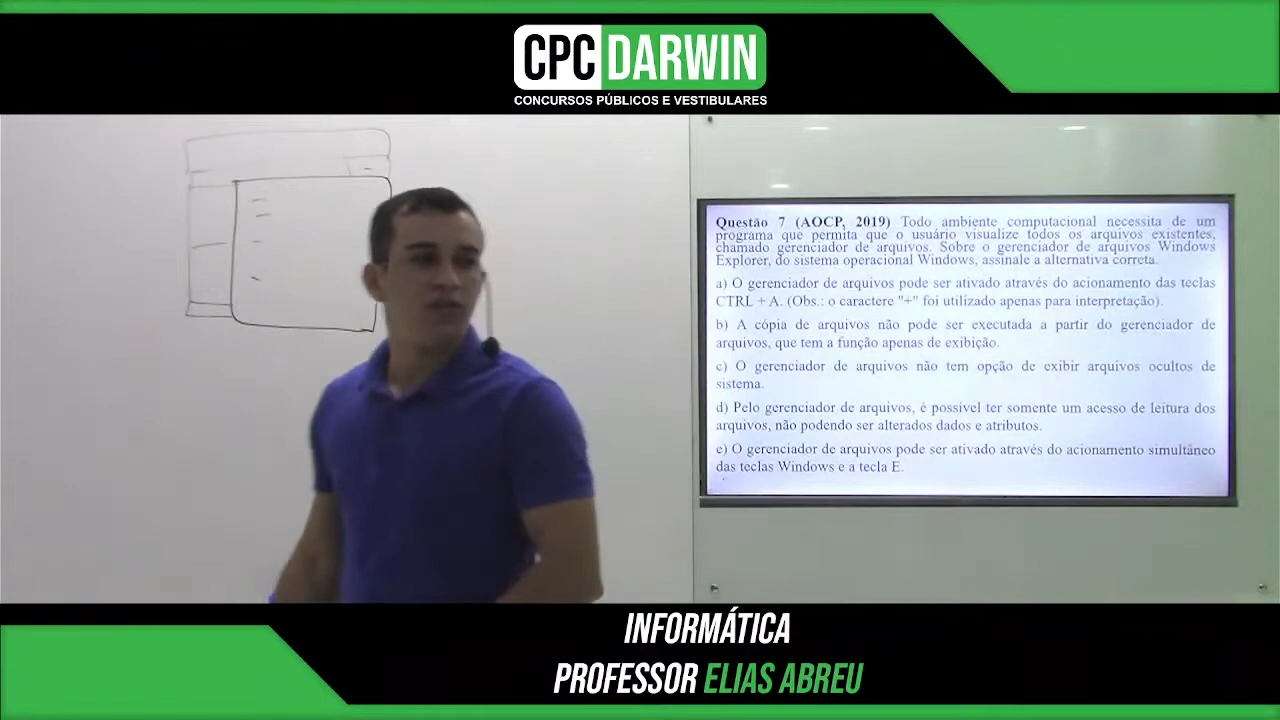 CPC DARWIN
CONCURSOS PÚBLICOS E VESTIBULARES
Questão 7 (AOCP, 2019) Todo ambiente computacional necessita de um
programa que permita que o usuário visualize todos os arquivos existentes,
chamado gerenciador de arquivos. Sobre o gerenciador de arquivos Windows
Explorer, do sistema operacional Windows, assinale a alternativa correta.
a) O gerenciador de arquivos pode ser ativado através do acionamento das teclas
CTRL + A. (Obs.: o caractere "+" foi utilizado apenas para interpretação).
b) A cópia de arquivos não pode ser executada a partir do gerenciador de
arquivos, que tem a função apenas de exibição.
c) O gerenciador de arquivos não tem opção de exibir arquivos ocultos de
sistema.
d) Pelo gerenciador de arquivos, é possível ter somente um acesso de leitura dos
arquivos, não podendo ser alterados dados e atributos.
e) O gerenciador de arquivos pode ser ativado através do acionamento simultâneo
das teclas Windows e a tecla E.
INFORMÁTICA
PROFESSOR ELIAS ABREU